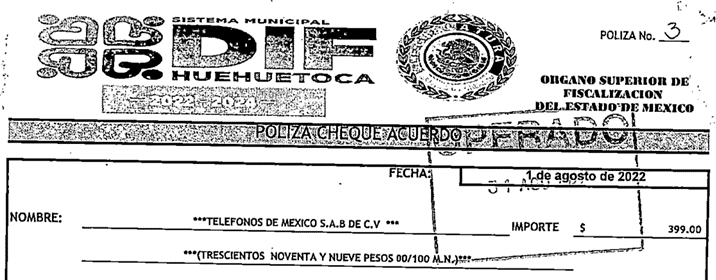 SISTEMA MUNICIPAL
DIF
HUEHUETOCA
2022 - 2024
POLIZA No. 3
ORGANO SUPERIOR DE
FISCALIZACION
DEL ESTADO DE MEXICO
POLIZA CHEQUE ACUERDO
OPERADO
FECHA: 1 de agosto de 2022
NOMBRE: ***TELEFONOS DE MEXICO S.A.B DE C.V *** IMPORTE $ 399.00
***(TRESCIENTOS NOVENTA Y NUEVE PESOS 00/100 M.N.)***